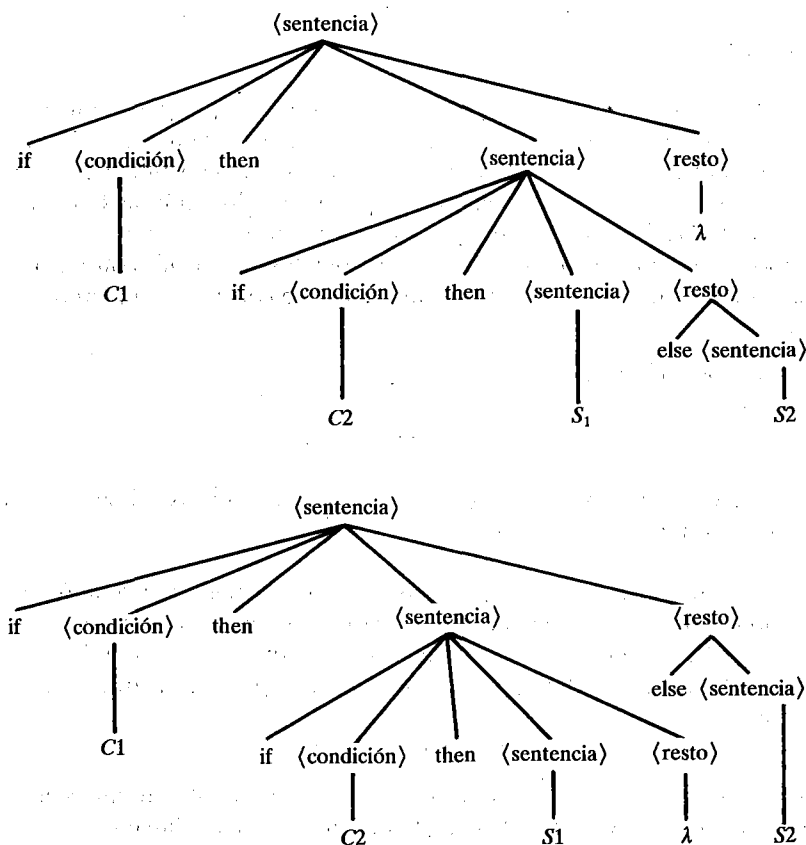 ⟨sentencia⟩
if ⟨condición⟩ then ⟨sentencia⟩ ⟨resto⟩
λ
C1 if ⟨condición⟩ then ⟨sentencia⟩ ⟨resto⟩
else ⟨sentencia⟩
C2 S₁ S2
⟨sentencia⟩
if ⟨condición⟩ then ⟨sentencia⟩ ⟨resto⟩
else ⟨sentencia⟩
C1 if ⟨condición⟩ then ⟨sentencia⟩ ⟨resto⟩
C2 S1 λ S2